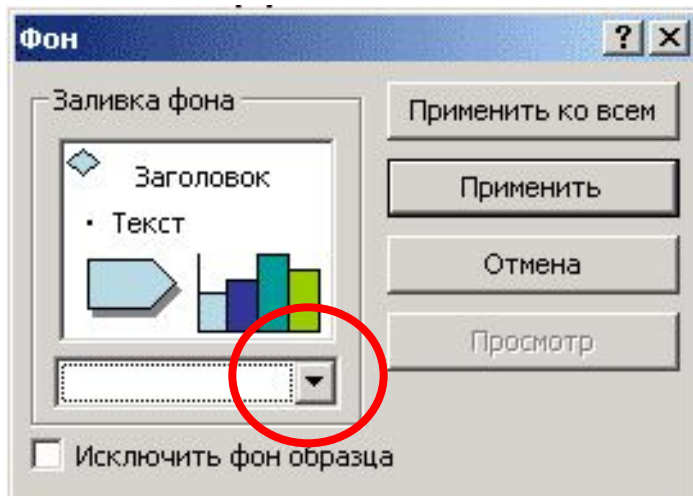 Фон
Заливка фона
Заголовок
· Текст
Применить ко всем
Применить
Отмена
Просмотр
Исключить фон образца